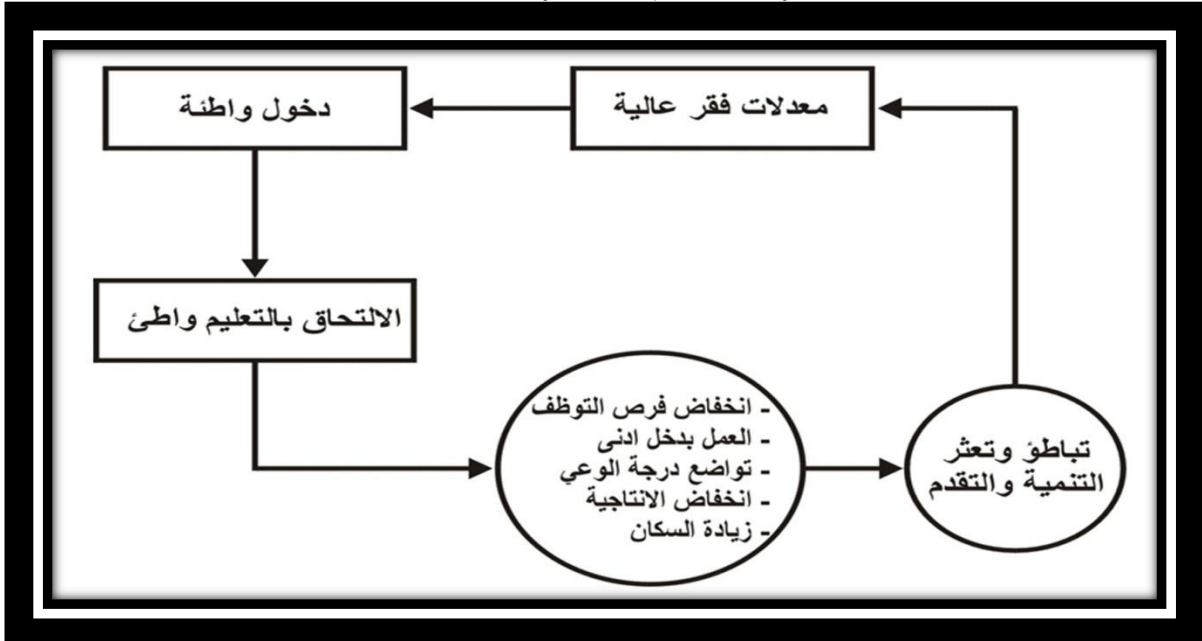 معدلات فقر عالية
دخول واطئة
الالتحاق بالتعليم واطئ
- انخفاض فرص التوظف
- العمل بدخل ادنى
- تواضع درجة الوعي
- انخفاض الانتاجية
- زيادة السكان
تباطؤ وتعثر
التنمية والتقدم